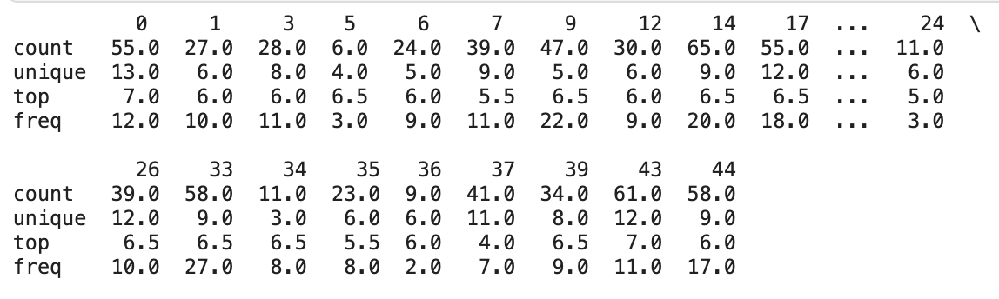 0 1 3 5 6 7 9 12 14 17 ... 24 \
count 55.0 27.0 28.0 6.0 24.0 39.0 47.0 30.0 65.0 55.0 ... 11.0
unique 13.0 6.0 8.0 4.0 5.0 9.0 5.0 6.0 9.0 12.0 ... 6.0
top 7.0 6.0 6.0 6.5 6.0 5.5 6.5 6.0 6.5 6.5 ... 5.0
freq 12.0 10.0 11.0 3.0 9.0 11.0 22.0 9.0 20.0 18.0 ... 3.0
26 33 34 35 36 37 39 43 44
count 39.0 58.0 11.0 23.0 9.0 41.0 34.0 61.0 58.0
unique 12.0 9.0 3.0 6.0 6.0 11.0 8.0 12.0 9.0
top 6.5 6.5 6.5 5.5 6.0 4.0 6.5 7.0 6.0
freq 10.0 27.0 8.0 8.0 2.0 7.0 9.0 11.0 17.0